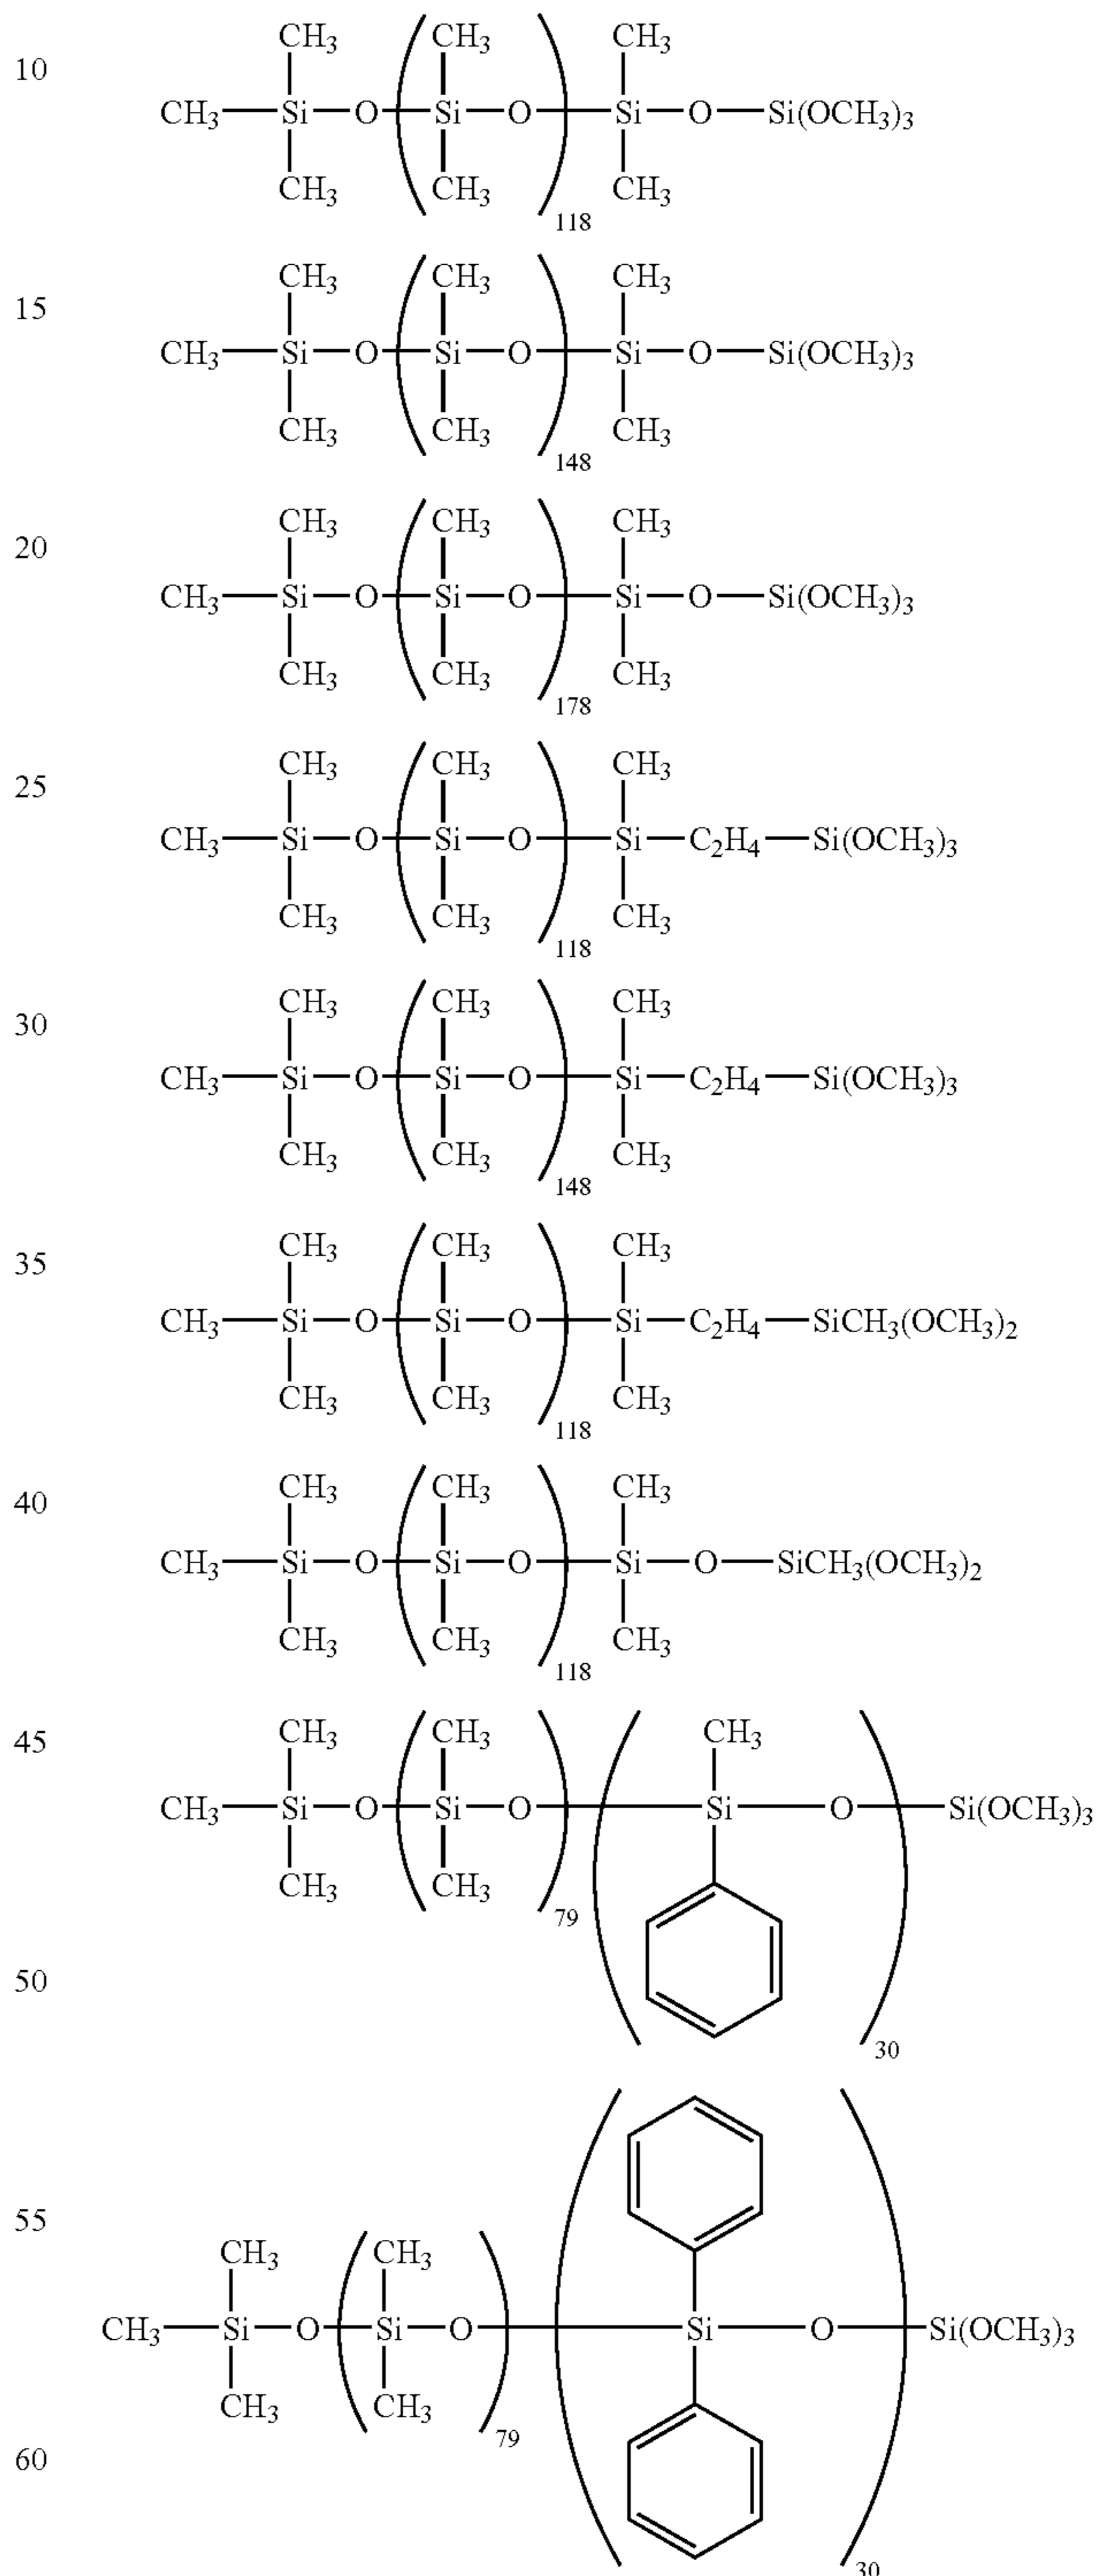 CH3 CH3 CH3
10
CH3—Si—O—(Si—O)—Si—O—Si(OCH3)3
CH3 CH3 CH3
118
CH3 CH3 CH3
15
CH3—Si—O—(Si—O)—Si—O—Si(OCH3)3
CH3 CH3 CH3
148
CH3 CH3 CH3
20
CH3—Si—O—(Si—O)—Si—O—Si(OCH3)3
CH3 CH3 CH3
178
CH3 CH3 CH3
25
CH3—Si—O—(Si—O)—Si—C2H4—Si(OCH3)3
CH3 CH3 CH3
118
CH3 CH3 CH3
30
CH3—Si—O—(Si—O)—Si—C2H4—Si(OCH3)3
CH3 CH3 CH3
148
CH3 CH3 CH3
35
CH3—Si—O—(Si—O)—Si—C2H4—SiCH3(OCH3)2
CH3 CH3 CH3
118
CH3 CH3 CH3
40
CH3—Si—O—(Si—O)—Si—O—SiCH3(OCH3)2
CH3 CH3 CH3
118
CH3 CH3 CH3
45
CH3—Si—O—(Si—O)—(Si—O)—Si(OCH3)3
CH3 CH3
79
50
30
55
CH3 CH3
CH3—Si—O—(Si—O)—(Si—O)—Si(OCH3)3
CH3 CH3
79
60
30